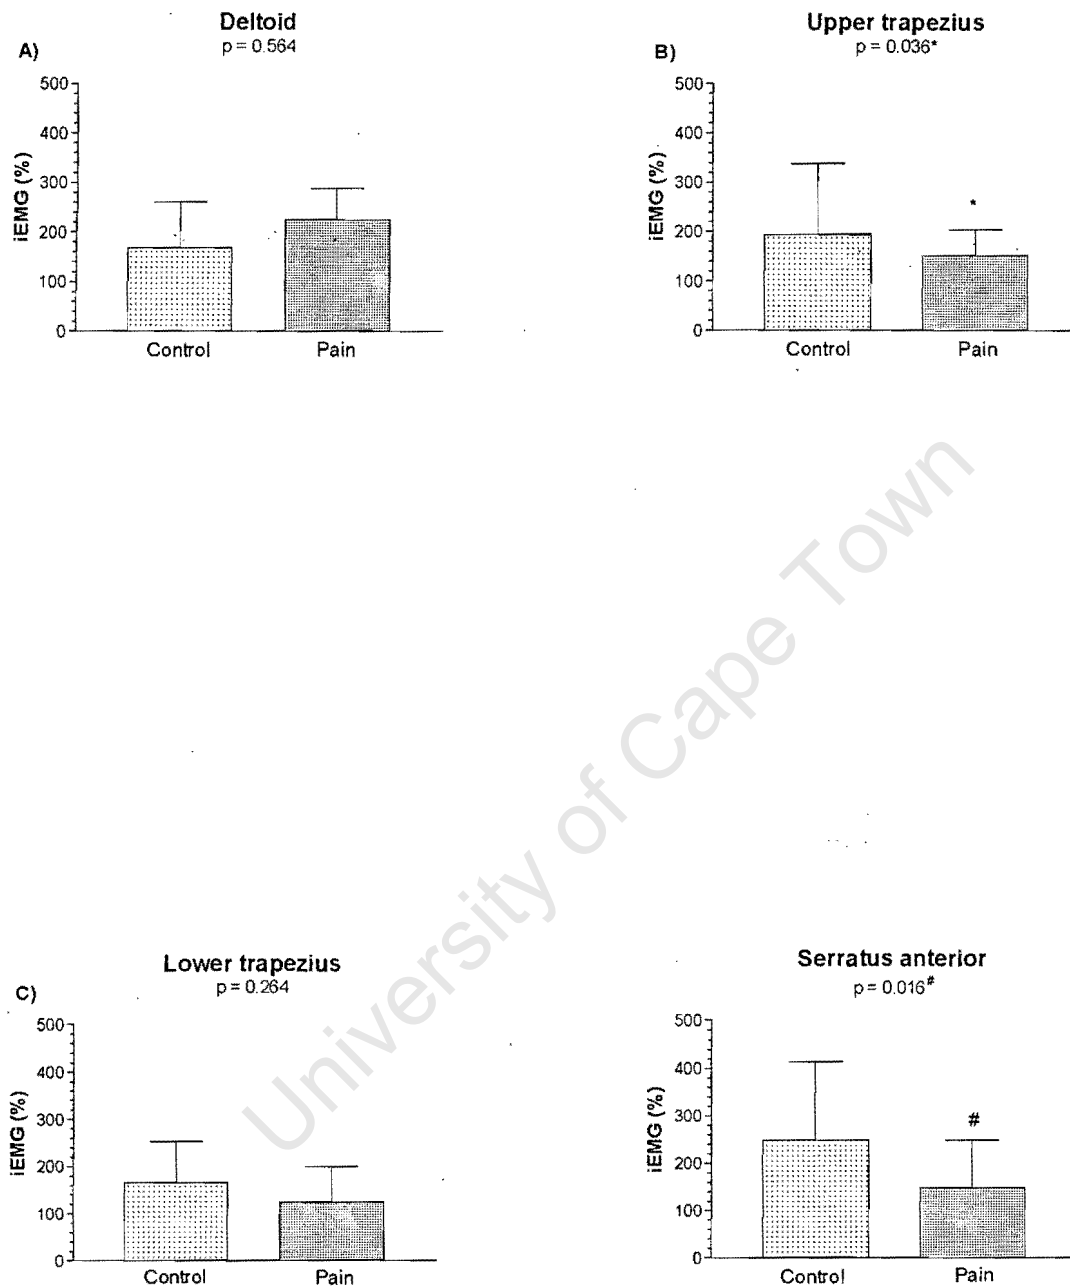 Deltoid
A)
p = 0.564
500
400
300
200
100
0
iEMG (%)
Control
Pain
Upper trapezius
B)
p = 0.036*
500
400
300
200
100
0
iEMG (%)
*
Control
Pain
University of Cape Town
Lower trapezius
C)
p = 0.264
500
400
300
200
100
0
iEMG (%)
Control
Pain
Serratus anterior
p = 0.016#
500
400
300
200
100
0
iEMG (%)
#
Control
Pain